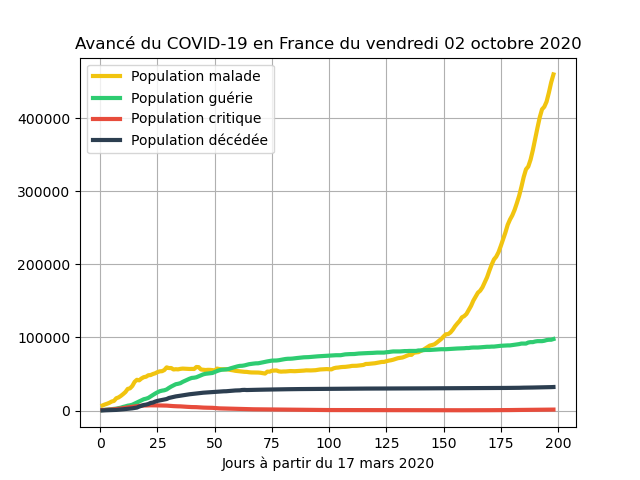 Avancé du COVID-19 en France du vendredi 02 octobre 2020
Population malade
Population guérie
Population critique
Population décédée
400000
300000
200000
100000
0
0 25 50 75 100 125 150 175 200
Jours à partir du 17 mars 2020